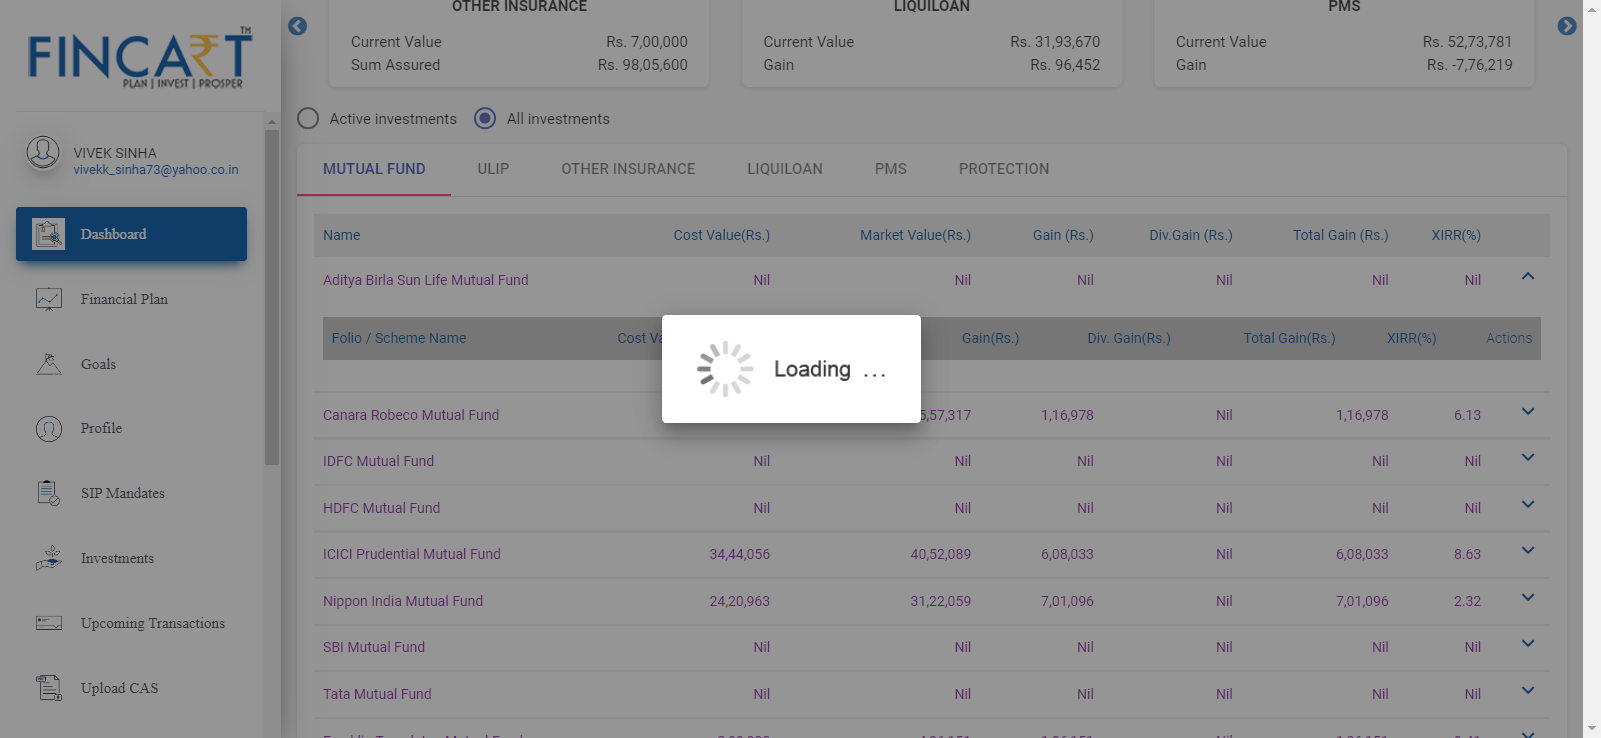 FINCART TM
PLAN | INVEST | PROSPER
VIVEK SINHA
vivekk_sinha73@yahoo.co.in
Dashboard
Financial Plan
Goals
Profile
SIP Mandates
Investments
Upcoming Transactions
Upload CAS
OTHER INSURANCE
Current Value Rs. 7,00,000
Sum Assured Rs. 98,05,600
LIQUILOAN
Current Value Rs. 31,93,670
Gain Rs. 96,452
PMS
Current Value Rs. 52,73,781
Gain Rs. -7,76,219
Active investments All investments
MUTUAL FUND ULIP OTHER INSURANCE LIQUILOAN PMS PROTECTION
Name Cost Value(Rs.) Market Value(Rs.) Gain (Rs.) Div.Gain (Rs.) Total Gain (Rs.) XIRR(%)
Aditya Birla Sun Life Mutual Fund Nil Nil Nil Nil Nil Nil
Folio / Scheme Name Cost Gain(Rs.) Div. Gain(Rs.) Total Gain(Rs.) XIRR(%) Actions
Loading ...
Canara Robeco Mutual Fund 5,57,317 1,16,978 Nil 1,16,978 6.13
IDFC Mutual Fund Nil Nil Nil Nil Nil Nil
HDFC Mutual Fund Nil Nil Nil Nil Nil Nil
ICICI Prudential Mutual Fund 34,44,056 40,52,089 6,08,033 Nil 6,08,033 8.63
Nippon India Mutual Fund 24,20,963 31,22,059 7,01,096 Nil 7,01,096 2.32
SBI Mutual Fund Nil Nil Nil Nil Nil Nil
Tata Mutual Fund Nil Nil Nil Nil Nil Nil